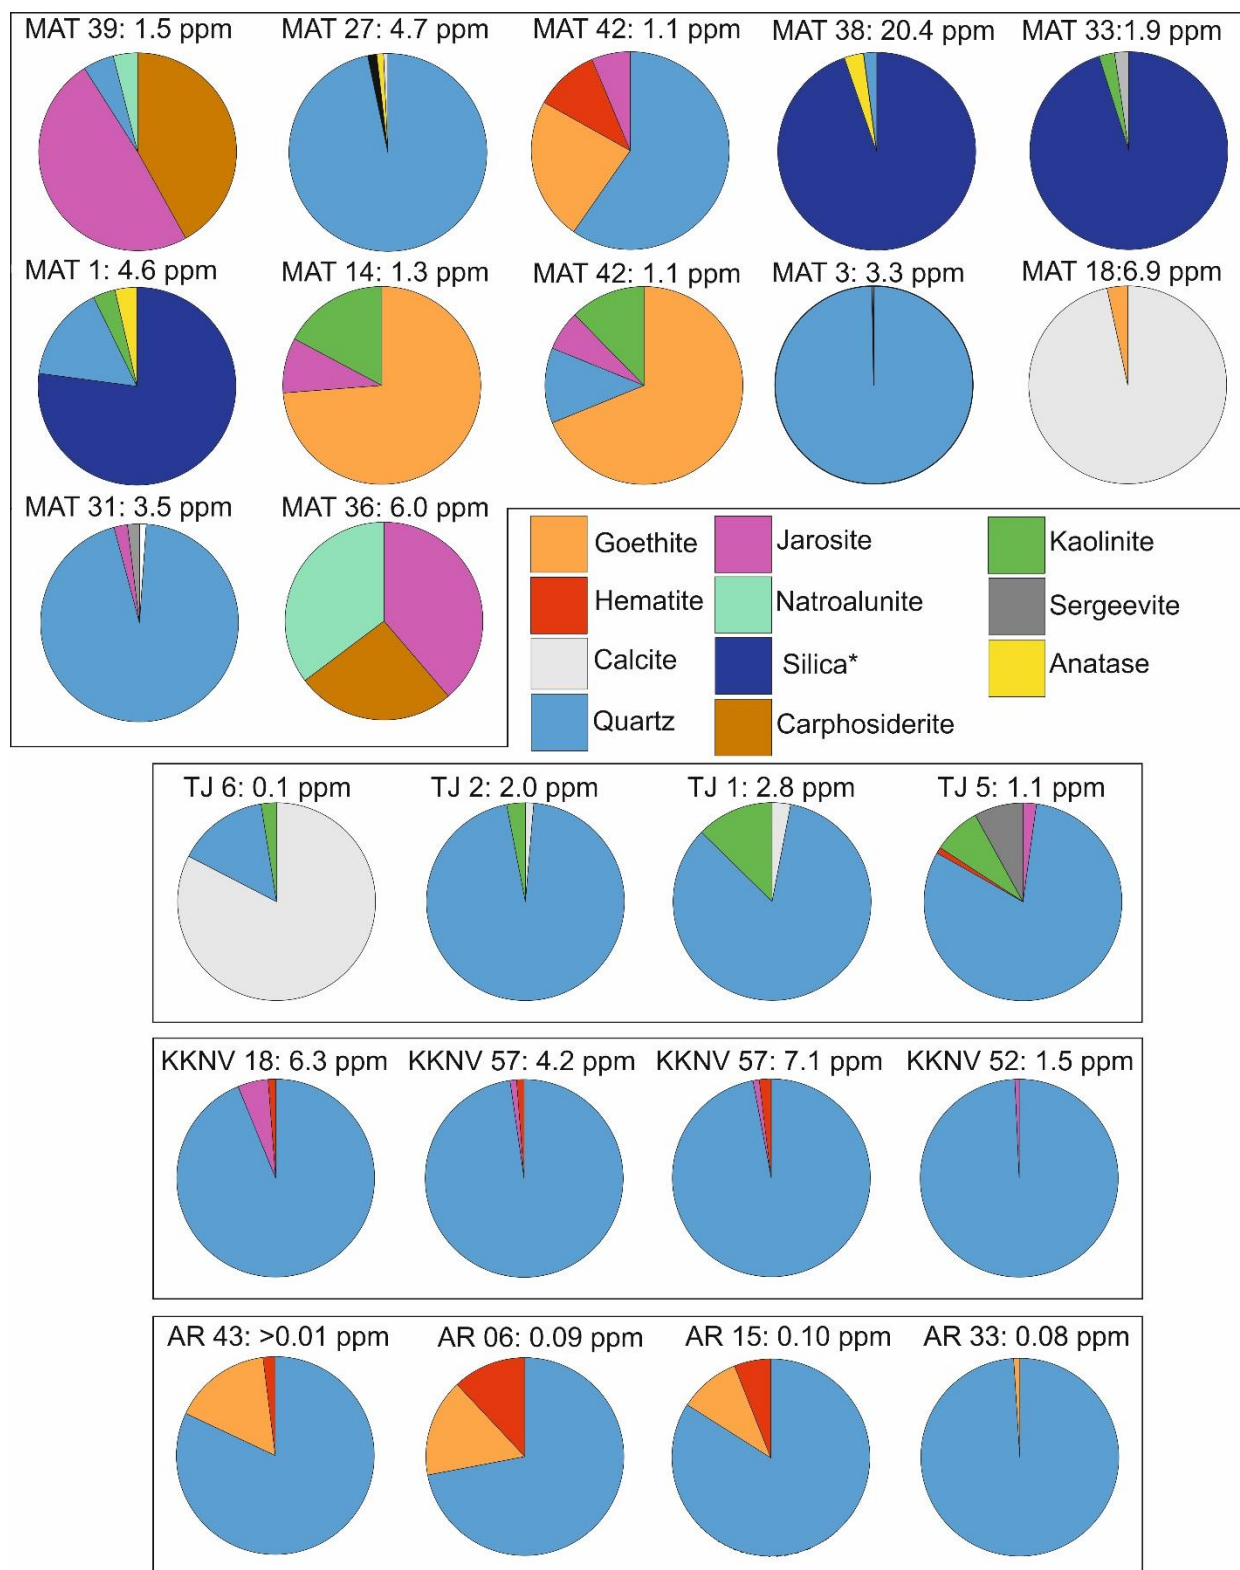 MAT 39: 1.5 ppm
MAT 27: 4.7 ppm
MAT 42: 1.1 ppm
MAT 38: 20.4 ppm
MAT 33:1.9 ppm
MAT 1: 4.6 ppm
MAT 14: 1.3 ppm
MAT 42: 1.1 ppm
MAT 3: 3.3 ppm
MAT 18:6.9 ppm
MAT 31: 3.5 ppm
MAT 36: 6.0 ppm
Goethite
Jarosite
Kaolinite
Hematite
Natroalunite
Sergeevite
Calcite
Silica*
Anatase
Quartz
Carphosiderite
TJ 6: 0.1 ppm
TJ 2: 2.0 ppm
TJ 1: 2.8 ppm
TJ 5: 1.1 ppm
KKNV 18: 6.3 ppm
KKNV 57: 4.2 ppm
KKNV 57: 7.1 ppm
KKNV 52: 1.5 ppm
AR 43: >0.01 ppm
AR 06: 0.09 ppm
AR 15: 0.10 ppm
AR 33: 0.08 ppm